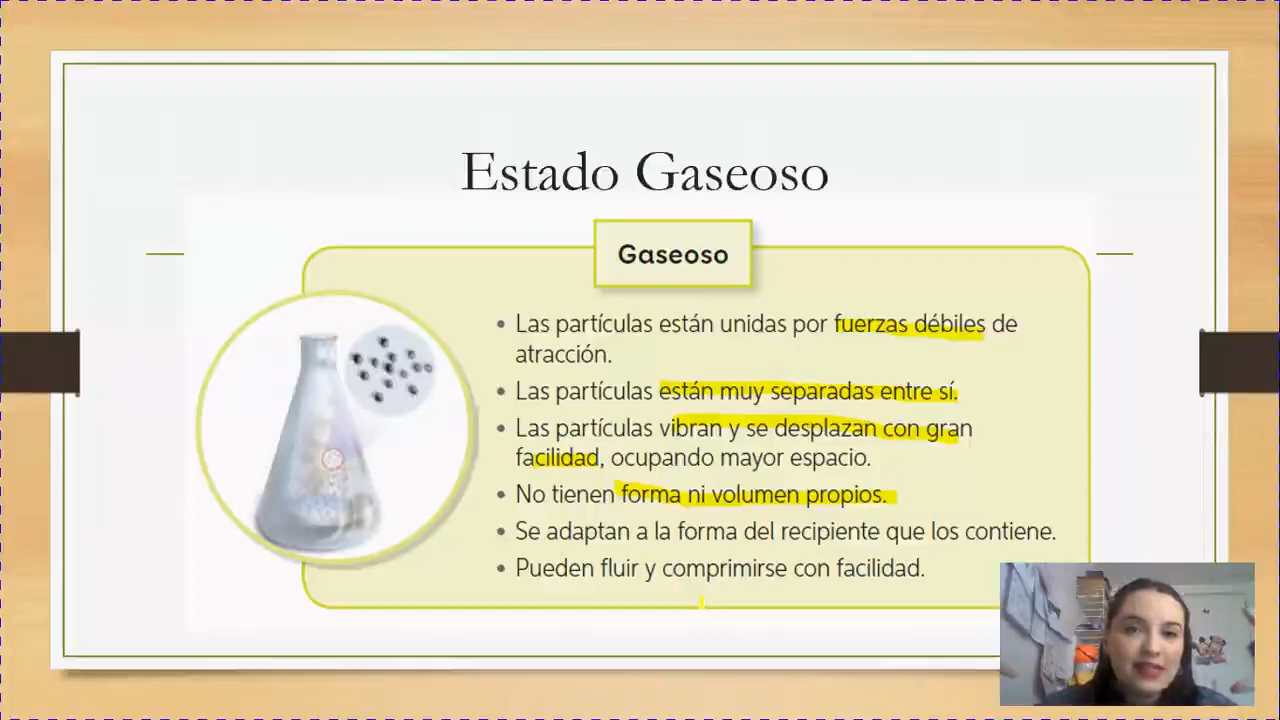 Estado Gaseoso
Gaseoso
• Las partículas están unidas por fuerzas débiles de
atracción.
• Las partículas están muy separadas entre sí.
• Las partículas vibran y se desplazan con gran
facilidad, ocupando mayor espacio.
• No tienen forma ni volumen propios.
• Se adaptan a la forma del recipiente que los contiene.
• Pueden fluir y comprimirse con facilidad.